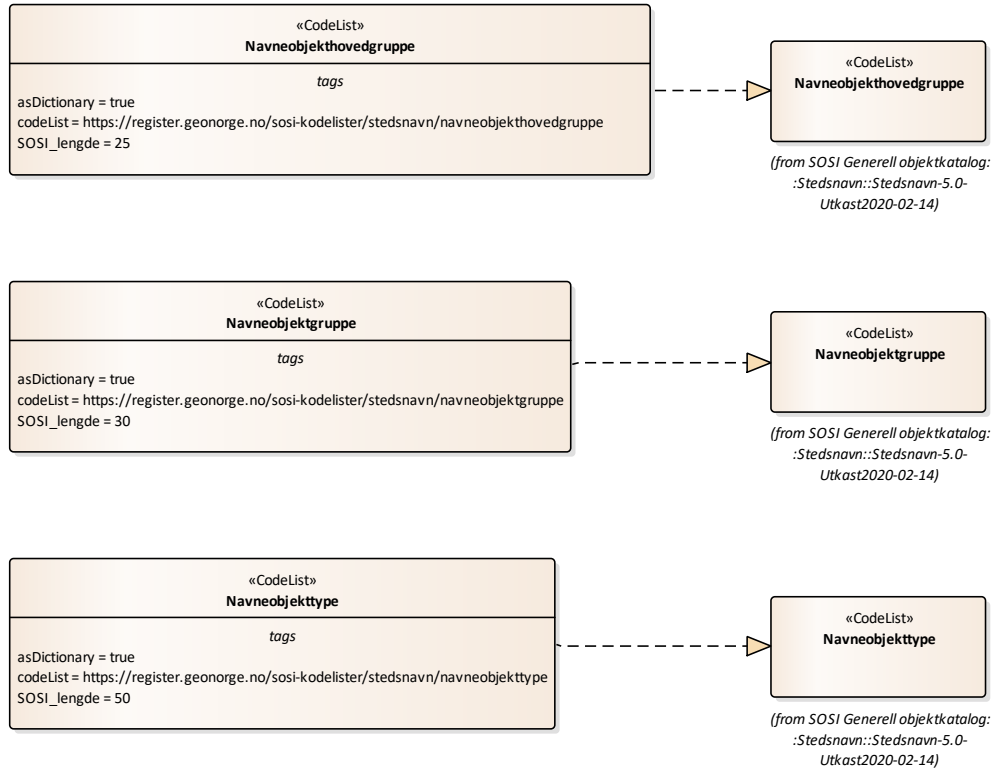 «CodeList»
Navneobjekthovedgruppe
tags
asDictionary = true
codeList = https://register.geonorge.no/sosi-kodelister/stedsnavn/navneobjekthovedgruppe
SOSI_lengde = 25
«CodeList»
Navneobjekthovedgruppe
(from SOSI Generell objektkatalog:
:Stedsnavn::Stedsnavn-5.0-
Utkast2020-02-14)
«CodeList»
Navneobjektgruppe
tags
asDictionary = true
codeList = https://register.geonorge.no/sosi-kodelister/stedsnavn/navneobjektgruppe
SOSI_lengde = 30
«CodeList»
Navneobjektgruppe
(from SOSI Generell objektkatalog:
:Stedsnavn::Stedsnavn-5.0-
Utkast2020-02-14)
«CodeList»
Navneobjekttype
tags
asDictionary = true
codeList = https://register.geonorge.no/sosi-kodelister/stedsnavn/navneobjekttype
SOSI_lengde = 50
«CodeList»
Navneobjekttype
(from SOSI Generell objektkatalog:
:Stedsnavn::Stedsnavn-5.0-
Utkast2020-02-14)